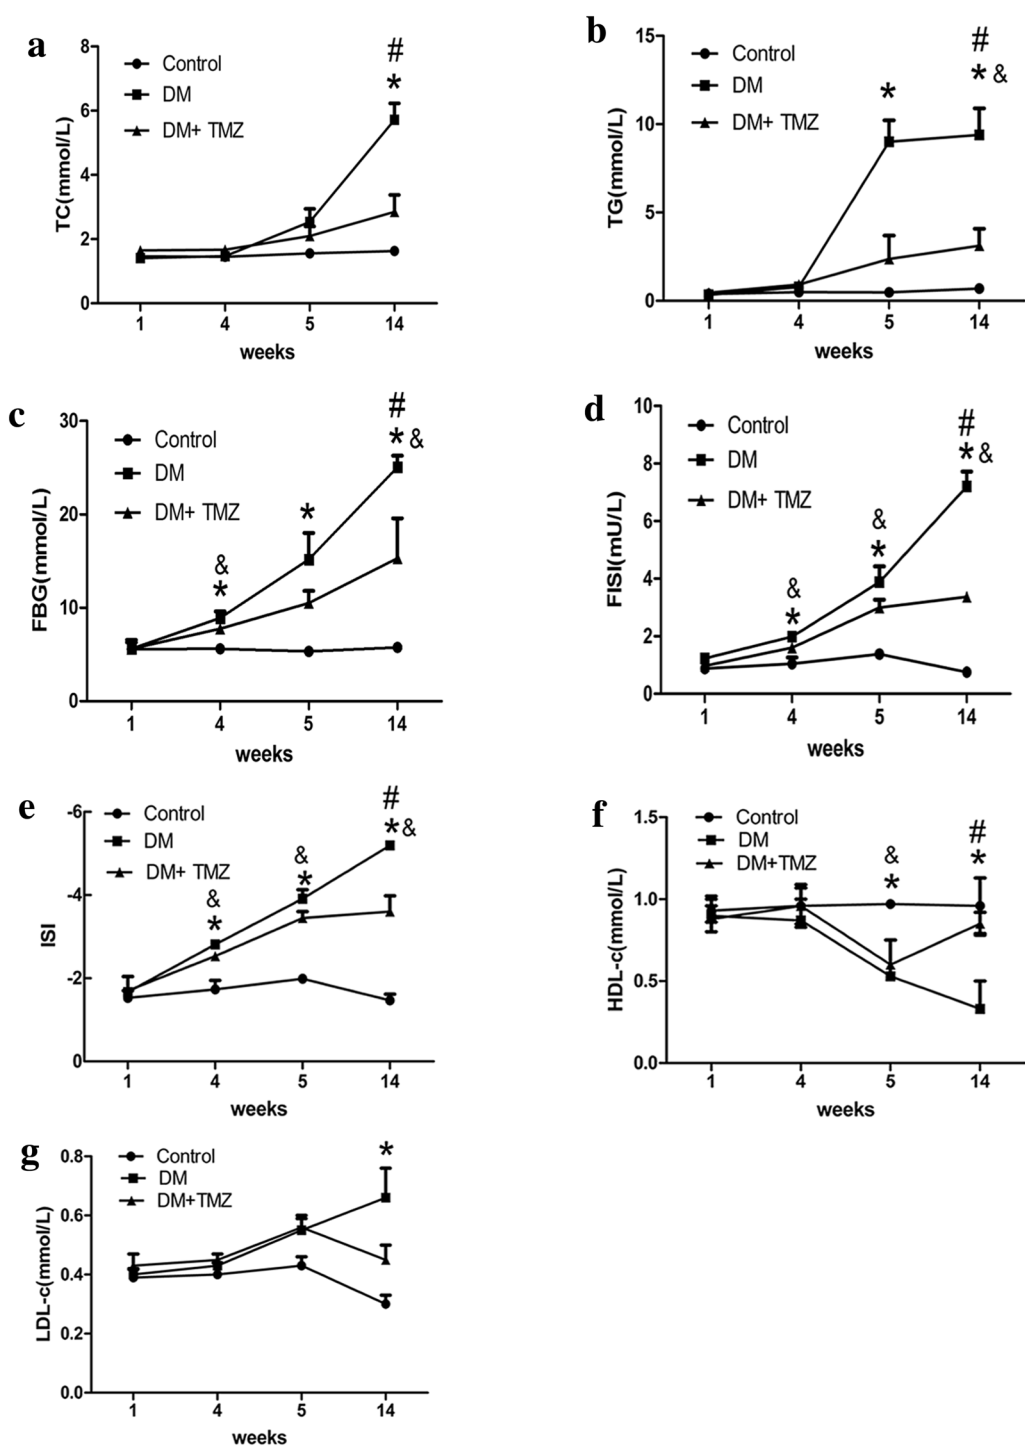 a
TC(mmol/L)
8
6
4
2
0
Control
DM
DM+ TMZ
#
*
1 4 5 14
weeks
b
TG(mmol/L)
15
10
5
0
Control
DM
DM+ TMZ
*
#
* &
1 4 5 14
weeks
c
FBG(mmol/L)
30
20
10
0
Control
DM
DM+ TMZ
&
*
*
#
* &
1 4 5 14
weeks
d
FISI(mU/L)
10
8
6
4
2
0
Control
DM
DM+ TMZ
&
*
&
*
#
* &
1 4 5 14
weeks
e
ISI
-6
-4
-2
0
Control
DM
DM+ TMZ
&
*
&
*
#
* &
1 4 5 14
weeks
f
HDL-c(mmol/L)
1.5
1.0
0.5
0.0
Control
DM
DM+TMZ
&
*
#
*
1 4 5 14
weeks
g
LDL-c(mmol/L)
0.8
0.6
0.4
0.2
0.0
Control
DM
DM+TMZ
*
1 4 5 14
weeks